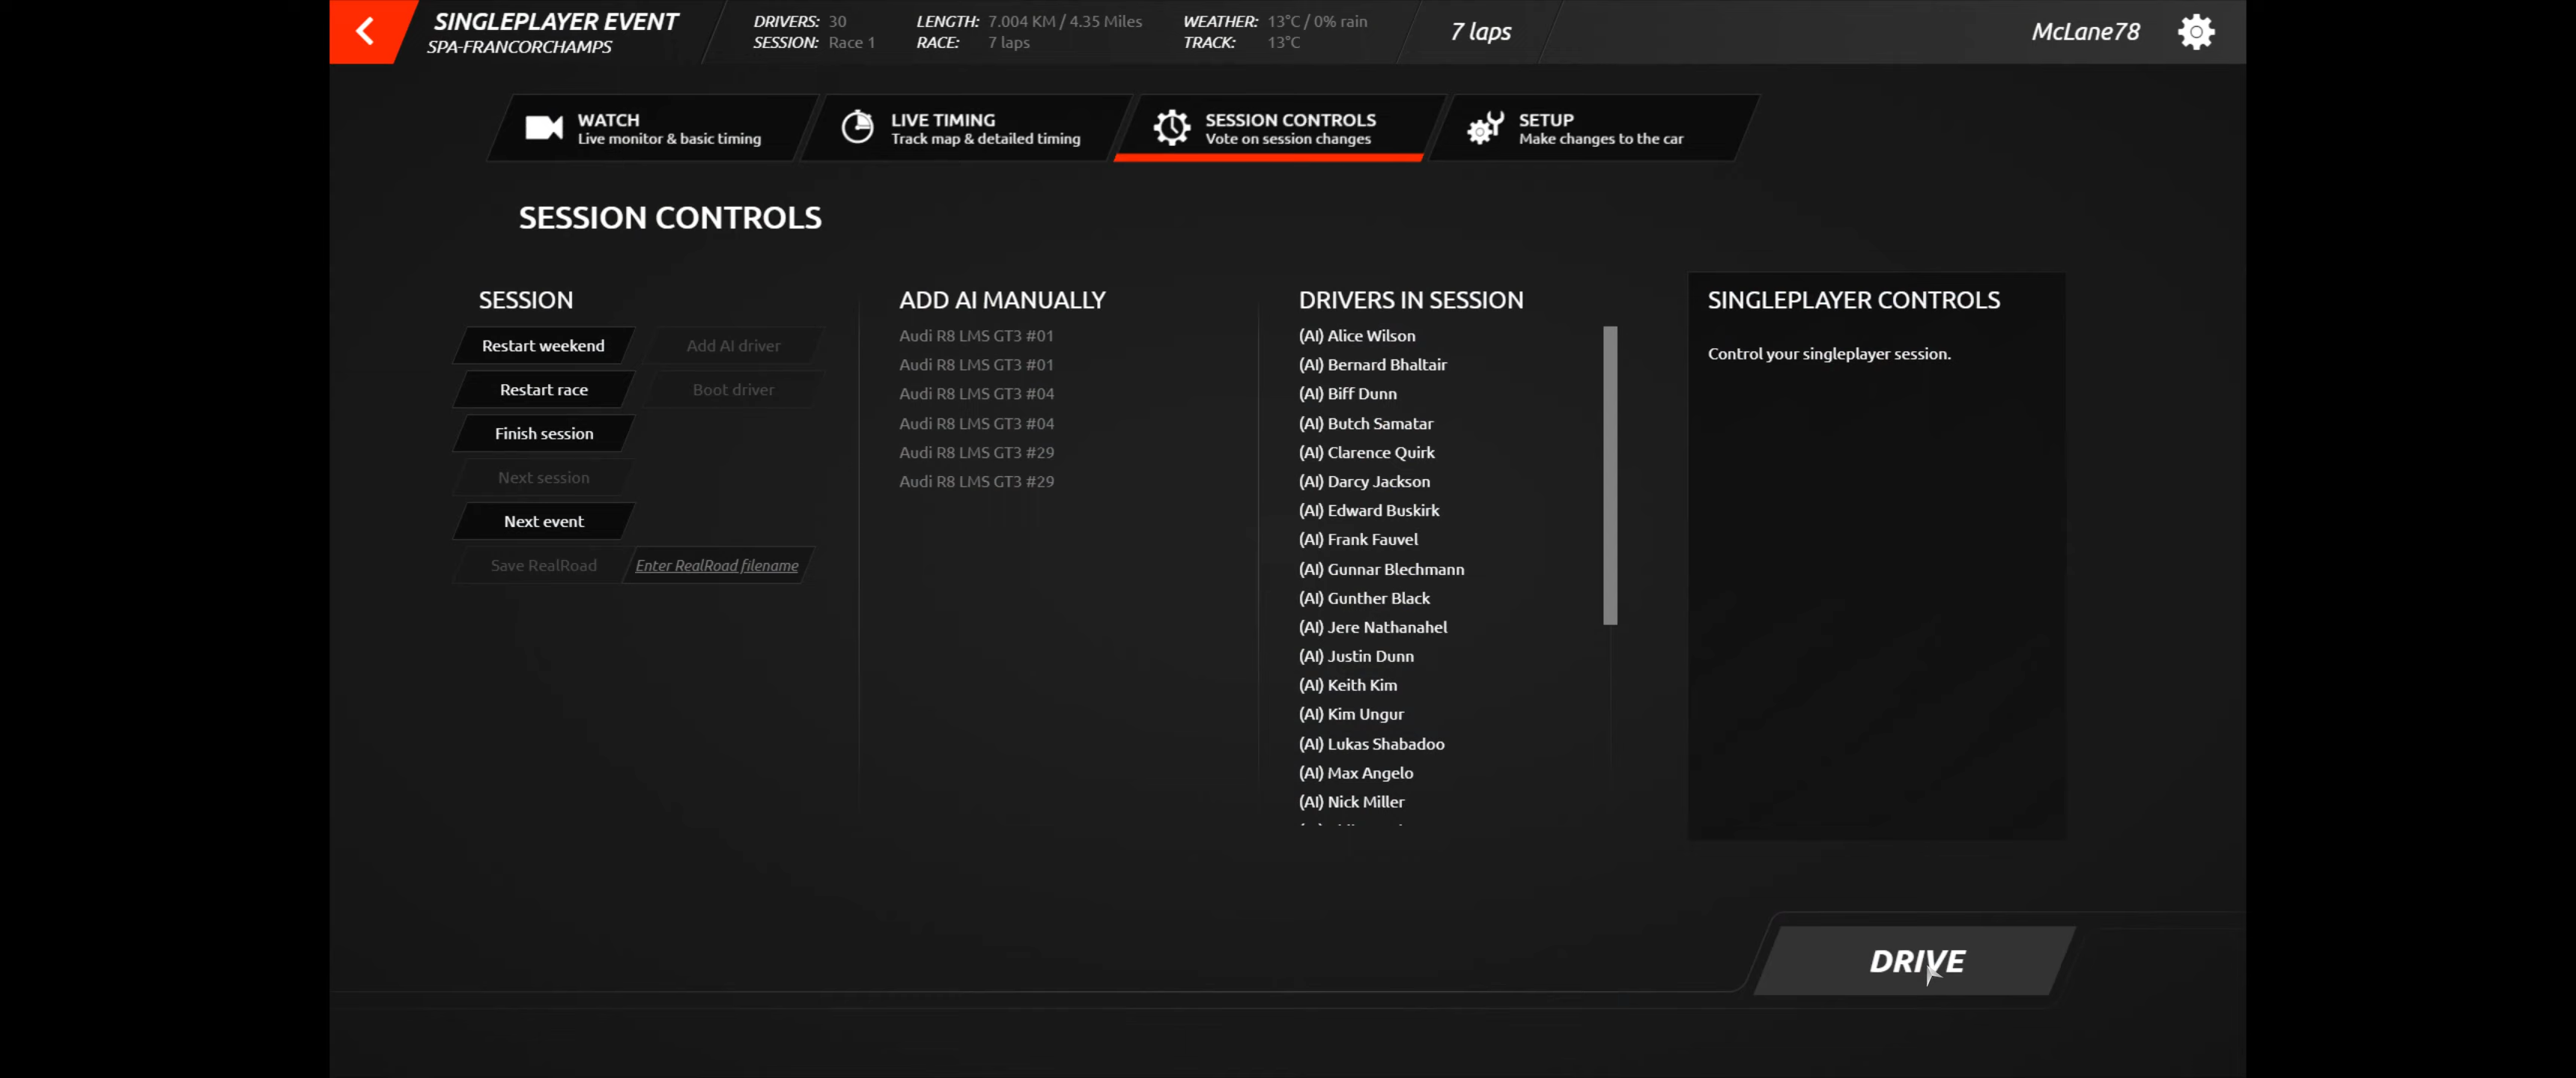 SINGLEPLAYER EVENT
SPA-FRANCORCHAMPS
DRIVERS: 30
SESSION: Race 1
LENGTH: 7.004 KM / 4.35 Miles
RACE: 7 laps
WEATHER: 13°C / 0% rain
TRACK: 13°C
7 laps
McLane78
WATCH
Live monitor & basic timing
LIVE TIMING
Track map & detailed timing
SESSION CONTROLS
Vote on session changes
SETUP
Make changes to the car
SESSION CONTROLS
SESSION
Restart weekend
Add AI driver
Restart race
Boot driver
Finish session
Next session
Next event
Save RealRoad
Enter RealRoad filename
ADD AI MANUALLY
Audi R8 LMS GT3 #01
Audi R8 LMS GT3 #01
Audi R8 LMS GT3 #04
Audi R8 LMS GT3 #04
Audi R8 LMS GT3 #29
Audi R8 LMS GT3 #29
DRIVERS IN SESSION
(AI) Alice Wilson
(AI) Bernard Bhaltair
(AI) Biff Dunn
(AI) Butch Samatar
(AI) Clarence Quirk
(AI) Darcy Jackson
(AI) Edward Buskirk
(AI) Frank Fauvel
(AI) Gunnar Blechmann
(AI) Gunther Black
(AI) Jere Nathanahel
(AI) Justin Dunn
(AI) Keith Kim
(AI) Kim Ungur
(AI) Lukas Shabadoo
(AI) Max Angelo
(AI) Nick Miller
SINGLEPLAYER CONTROLS
Control your singleplayer session.
DRIVE